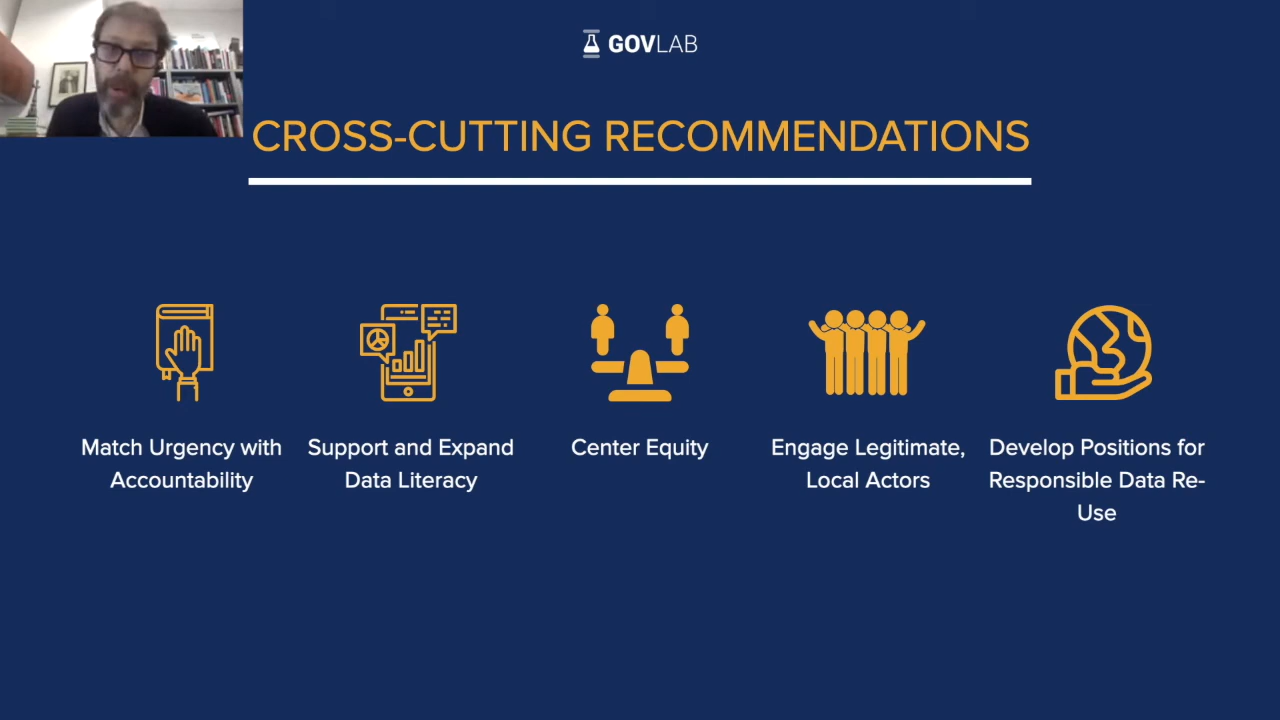 GOVLAB
CROSS-CUTTING RECOMMENDATIONS
Match Urgency with
Accountability
Support and Expand
Data Literacy
Center Equity
Engage Legitimate,
Local Actors
Develop Positions for
Responsible Data Re-
Use